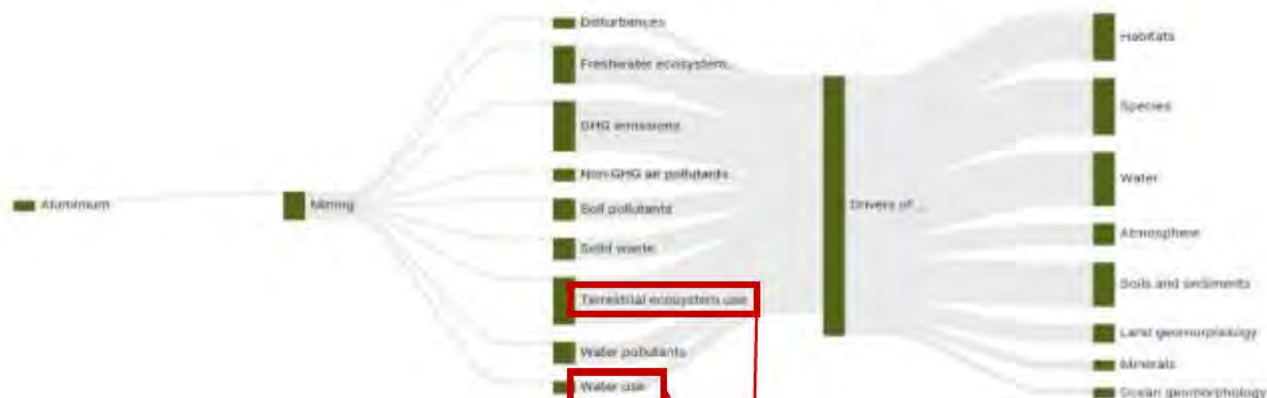 Aluminium
Mining
Disturbances
Freshwater ecosystem...
GHG emissions
Non-GHG air pollutants
Soil pollutants
Solid waste
Terrestrial ecosystem use
Water pollutants
Water use
Drivers of ...
Habitats
Species
Water
Atmosphere
Soils and sediments
Land geomorphology
Minerals
Ocean geomorphology